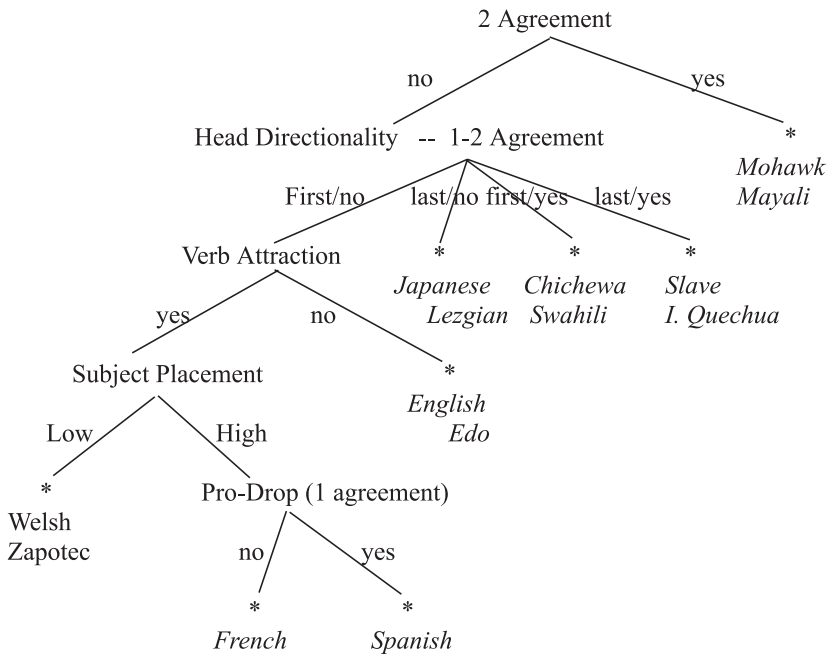 2 Agreement
no
yes
Head Directionality -- 1-2 Agreement
*
Mohawk
Mayali
First/no
last/no
first/yes
last/yes
Verb Attraction
*
*
*
Japanese
Lezgian
Chichewa
Swahili
Slave
I. Quechua
yes
no
Subject Placement
*
English
Edo
Low
High
*
Welsh
Zapotec
Pro-Drop (1 agreement)
no
yes
*
*
French
Spanish